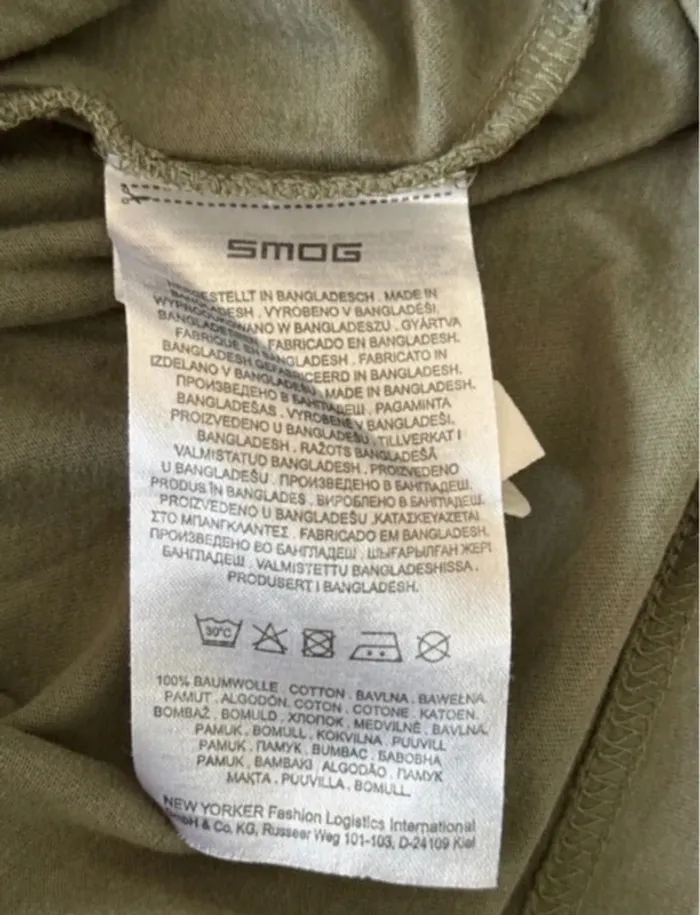 SMOG
HERGESTELLT IN BANGLADESCH . MADE IN
BANGLADESH . VYROBENO V BANGLADÉŠI.
WYPRODUKOWANO W BANGLADESZU . GYÁRTVA
BANGLADESBEN. FABRICADO EN BANGLADESH.
FABRIQUÉ EN BANGLADESH . FABRICATO IN
BANGLADESH GEFABRICEERD IN BANGLADESH.
IZDELANO V BANGLADEŠU . MADE IN BANGLADESH.
ПРОИЗВЕДЕНО В БАНГЛАДЕШ . PAGAMINTA
BANGLADEŠAS . VYROBENÉ V BANGLADÉŠI.
PROIZVEDENO U BANGLADEŠU .TILLVERKAT I
BANGLADESH . RAŽOTS BANGLADEŠĀ
VALMISTATUD BANGLADESH . PROIZVEDENO
U BANGLADEŠU . ПРОИЗВЕДЕНО В БАНГЛАДЕШ.
PRODUS ÎN BANGLADES . ВИРОБЛЕНО В БАНГЛАДЕШ.
PROIZVEDENO U BANGLADEŠU .ΚΑΤΑΣΚΕΥΑΖΕΤΑΙ
ΣΤΟ ΜΠΑΝΓΚΛΑΝΤΕΣ . FABRICADO EM BANGLADESH.
ПРОИЗВЕДЕНО ВО БАНГЛАДЕШ . ШЫҒАРЫЛҒАН ЖЕРІ
БАНГЛАДЕШ . VALMISTETTU BANGLADESHISSA .
PRODUSERT I BANGLADESH.
30°C
100% BAUMWOLLE . COTTON . BAVLNA . BAWEŁNA.
PAMUT . ALGODÓN. COTON . COTONE . KATOEN.
BOMBAŽ . BOMULD . ХЛОПОК . MEDVILNĖ . BAVLNA.
PAMUK . BOMULL . KOKVILNA . PUUVILL
PAMUK . ПАМУК . BUMBAC . БАВОВНА
PAMUK . BAMBAKI . ALGODÃO . ПАМУК
МАҚТА . PUUVILLA . BOMULL
NEW YORKER Fashion Logistics International
GmbH & Co. KG, Russeer Weg 101-103, D-24109 Kiel